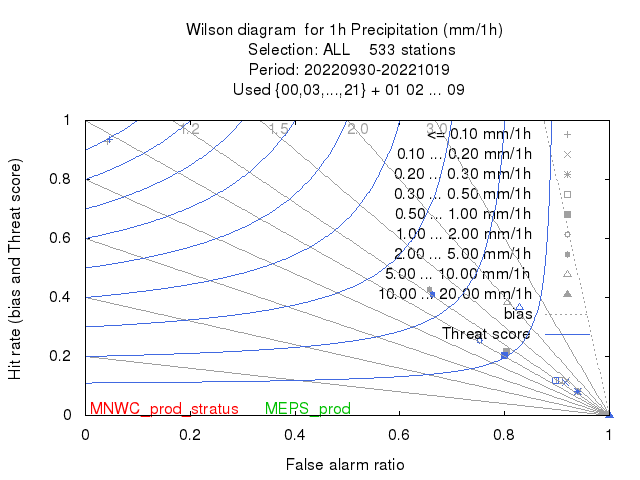 Wilson diagram  for 1h Precipitation (mm/1h)
Selection: ALL    533 stations
Period: 20220930-20221019
Used {00,03,...,21} + 01 02 ... 09
Hit rate (bias and Threat score)
1
0.8
0.6
0.4
0.2
0
1.2
1.5
2.0
3.0
<= 0.10 mm/1h
0.10 ... 0.20 mm/1h
0.20 ... 0.30 mm/1h
0.30 ... 0.50 mm/1h
0.50 ... 1.00 mm/1h
1.00 ... 2.00 mm/1h
2.00 ... 5.00 mm/1h
5.00 ... 10.00 mm/1h
10.00 ... 20.00 mm/1h
bias
Threat score
MNWC_prod_stratus
MEPS_prod
0
0.2
0.4
0.6
0.8
1
False alarm ratio